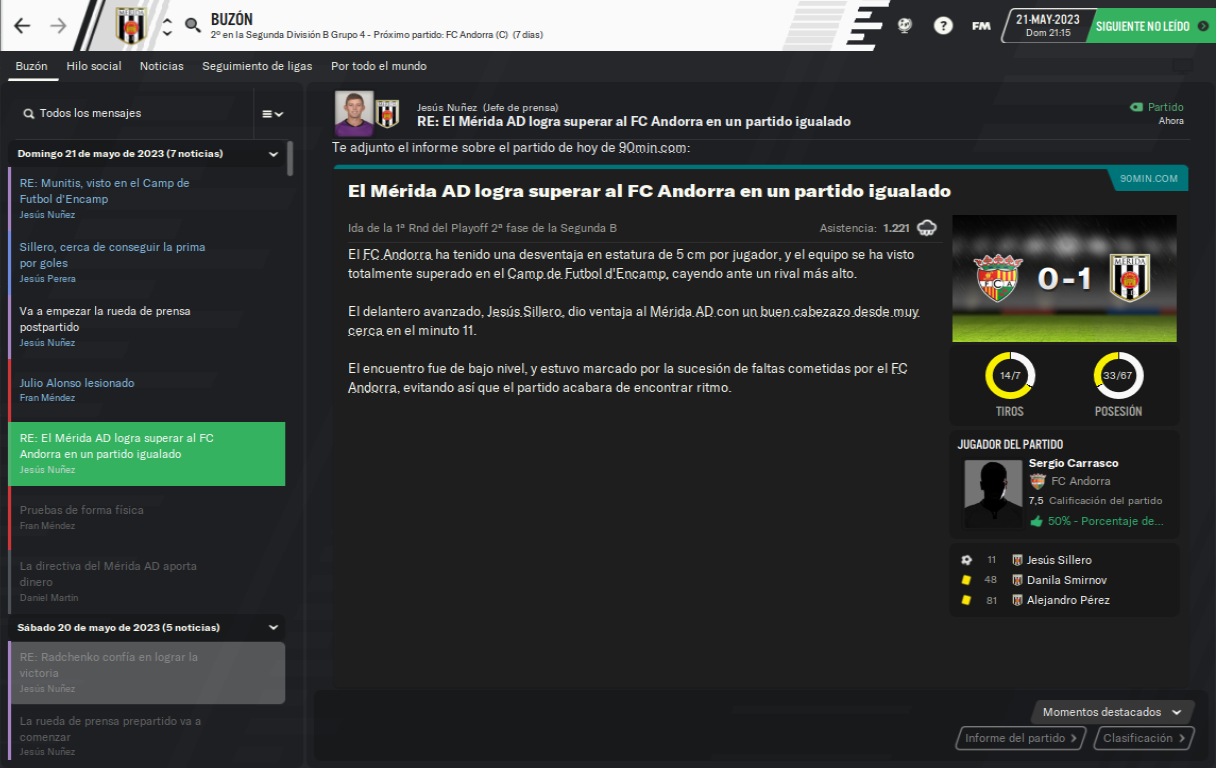 BUZÓN
2º en la Segunda División B Grupo 4 - Próximo partido: FC Andorra (C) (7 días)
FM
21-MAY-2023
Dom 21:15
SIGUIENTE NO LEÍDO
Buzón Hilo social Noticias Seguimiento de ligas Por todo el mundo
Todos los mensajes
Domingo 21 de mayo de 2023 (7 noticias)
RE: Munitis, visto en el Camp de
Futbol d'Encamp
Jesús Nuñez
Sillero, cerca de conseguir la prima
por goles
Jesús Perera
Va a empezar la rueda de prensa
postpartido
Jesús Nuñez
Julio Alonso lesionado
Fran Méndez
RE: El Mérida AD logra superar al FC
Andorra en un partido igualado
Jesús Nuñez
Pruebas de forma física
Fran Méndez
La directiva del Mérida AD aporta
dinero
Daniel Martin
Sábado 20 de mayo de 2023 (5 noticias)
RE: Radchenko confía en lograr la
victoria
Jesús Nuñez
La rueda de prensa prepartido va a
comenzar
Jesús Nuñez
Jesús Nuñez (Jefe de prensa)
RE: El Mérida AD logra superar al FC Andorra en un partido igualado
Partido
Ahora
Te adjunto el informe sobre el partido de hoy de 90min.com:
90MIN.COM
El Mérida AD logra superar al FC Andorra en un partido igualado
Ida de la 1ª Rnd del Playoff 2ª fase de la Segunda B
Asistencia: 1.221
El FC Andorra ha tenido una desventaja en estatura de 5 cm por jugador, y el equipo se ha visto
totalmente superado en el Camp de Futbol d'Encamp, cayendo ante un rival más alto.
El delantero avanzado, Jesús Sillero, dio ventaja al Mérida AD con un buen cabezazo desde muy
cerca en el minuto 11.
El encuentro fue de bajo nivel, y estuvo marcado por la sucesión de faltas cometidas por el FC
Andorra, evitando así que el partido acabara de encontrar ritmo.
FCA
0-1
MÉRIDA
14/7
TIROS
33/67
POSESIÓN
JUGADOR DEL PARTIDO
Sergio Carrasco
FC Andorra
7,5 Calificación del partido
50% - Porcentaje de...
11 Jesús Sillero
48 Danila Smirnov
81 Alejandro Pérez
Momentos destacados
Informe del partido
Clasificación